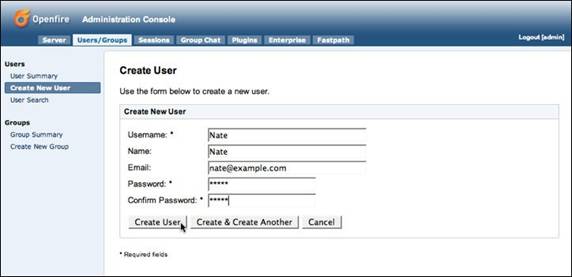 Openfire Administration Console
Server Users/Groups Sessions Group Chat Plugins Enterprise Fastpath Logout [admin]
Users
User Summary
Create New User
User Search
Groups
Group Summary
Create New Group
Create User
Use the form below to create a new user.
Create New User
Username: * Nate
Name: Nate
Email: nate@example.com
Password: * *****
Confirm Password: * *****
Create User Create & Create Another Cancel
* Required fields